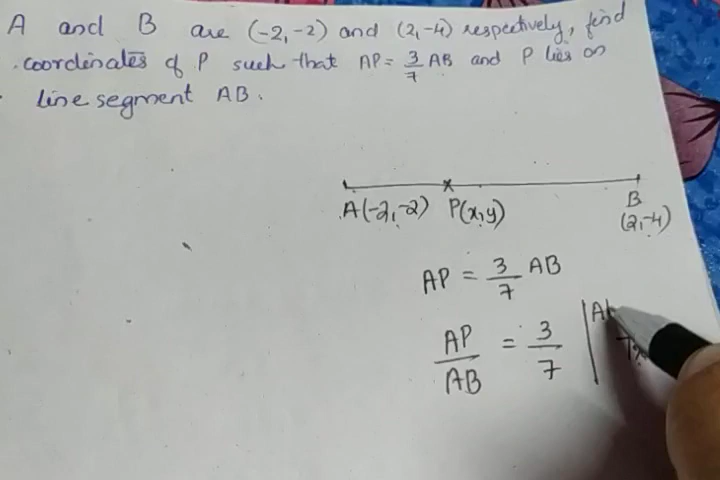 A and B are (-2,-2) and (2,-4) respectively, find
coordinates of P such that AP = 3/7 AB and P lies on
line segment AB.
A(-2,-2) P(x,y) B
(2,-4)
AP = 3/7 AB
AP/AB = 3/7